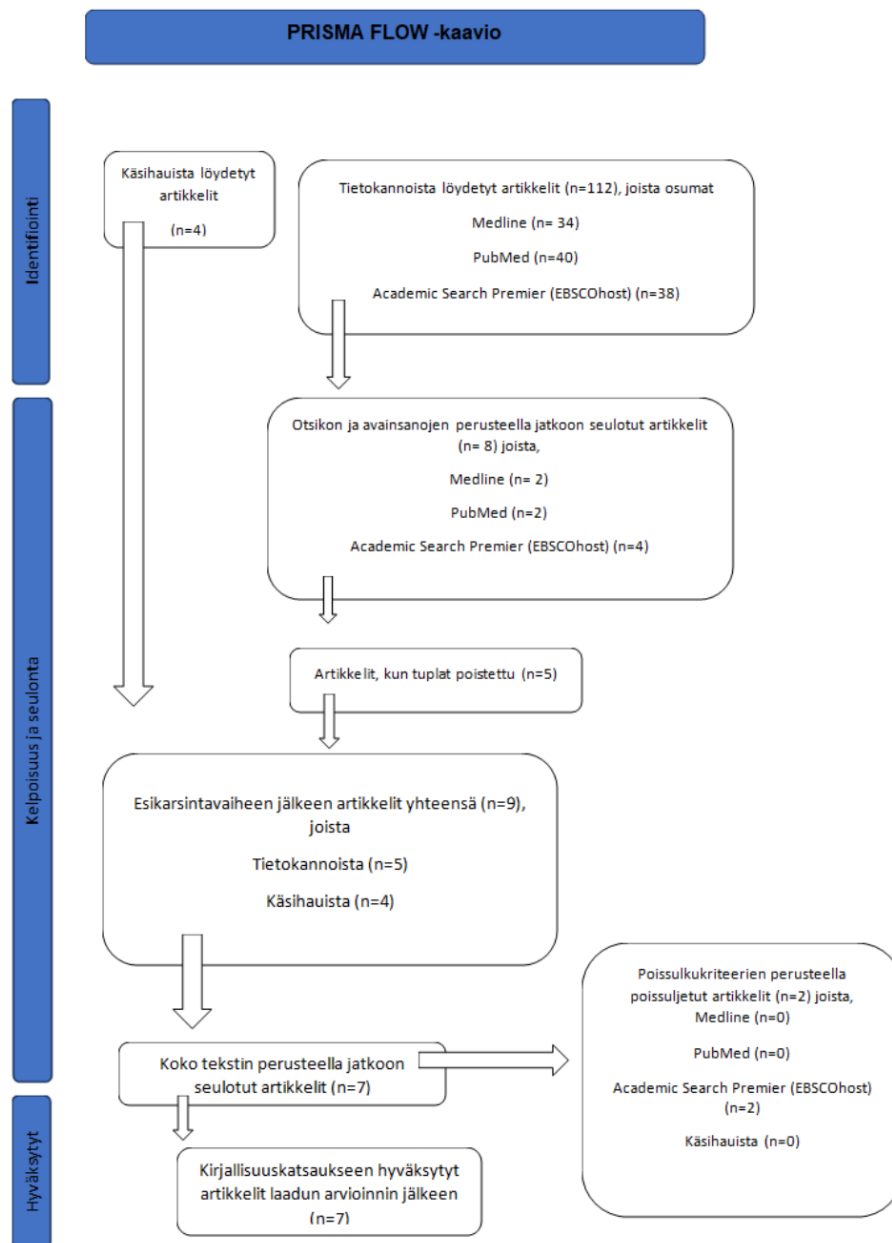 PRISMA FLOW -kaavio
Identifiointi
Käsihauista löydetyt
artikkelit
(n=4)
Tietokannoista löydetyt artikkelit (n=112), joista osumat
Medline (n= 34)
PubMed (n=40)
Academic Search Premier (EBSCOhost) (n=38)
Kelpoisuus ja seulonta
Otsikon ja avainsanojen perusteella jatkoon seulotut artikkelit
(n= 8) joista,
Medline (n= 2)
PubMed (n=2)
Academic Search Premier (EBSCOhost) (n=4)
Artikkelit, kun tuplat poistettu (n=5)
Esikarsintavaiheen jälkeen artikkelit yhteensä (n=9),
joista
Tietokannoista (n=5)
Käsihauista (n=4)
Koko tekstin perusteella jatkoon
seulotut artikkelit (n=7)
Poissulkukriteerien perusteella
poissuljetut artikkelit (n=2) joista,
Medline (n=0)
PubMed (n=0)
Academic Search Premier (EBSCOhost)
(n=2)
Käsihauista (n=0)
Hyväksytyt
Kirjallisuuskatsaukseen hyväksytyt
artikkelit laadun arvioinnin jälkeen
(n=7)